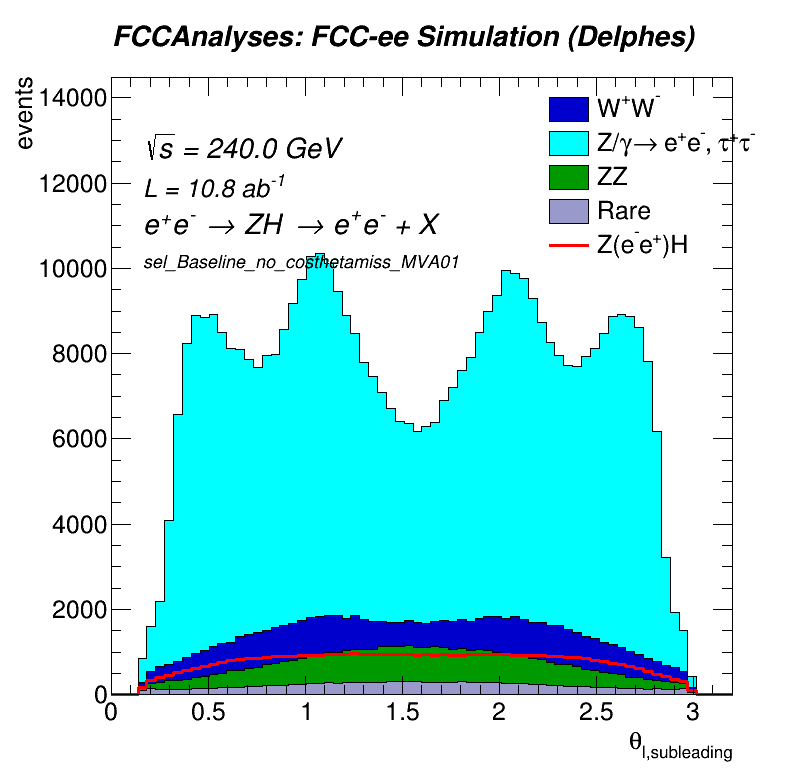 FCCAnalyses: FCC-ee Simulation (Delphes)
events
14000
12000
10000
8000
6000
4000
2000
0
√s = 240.0 GeV
L = 10.8 ab⁻¹
e⁺e⁻ → ZH → e⁺e⁻ + X
sel_Baseline_no_costhetamiss_MVA01
W⁺W⁻
Z/γ→ e⁺e⁻, τ⁺τ⁻
ZZ
Rare
Z(e⁻e⁺)H
0 0.5 1 1.5 2 2.5 3
θ_l,subleading